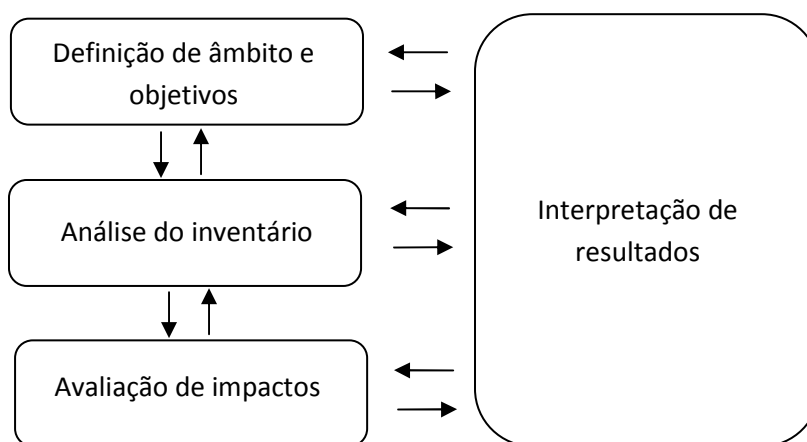 Definição de âmbito e
objetivos
Análise do inventário
Avaliação de impactos
Interpretação de
resultados